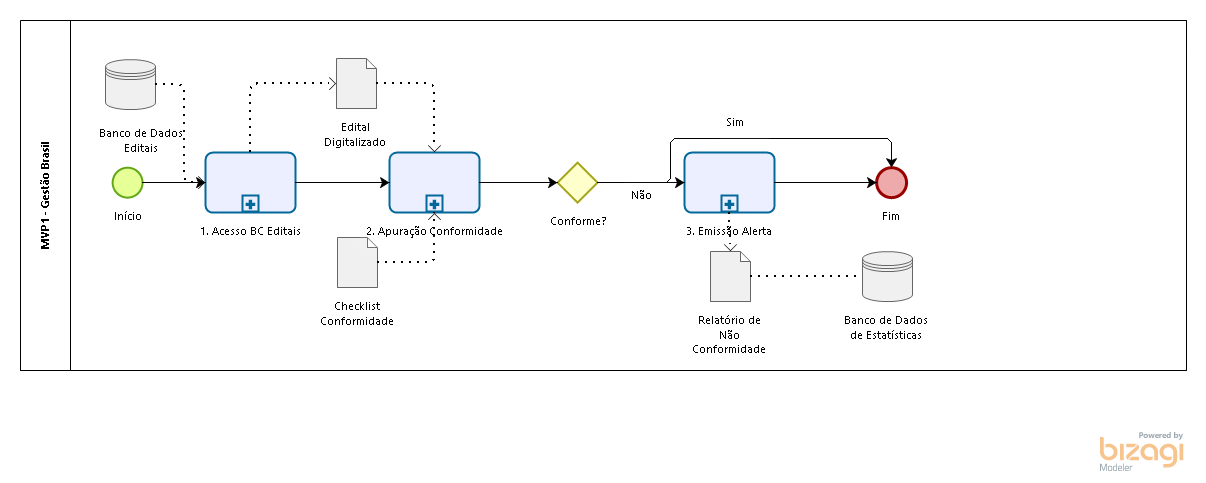 MVP1 - Gestão Brasil
Banco de Dados
Editais
Edital
Digitalizado
Sim
Início
1. Acesso BC Editais
2. Apuração Conformidade
Conforme?
Não
3. Emissão Alerta
Fim
Checklist
Conformidade
Relatório de
Não
Conformidade
Banco de Dados
de Estatísticas
Powered by
bizagi
Modeler